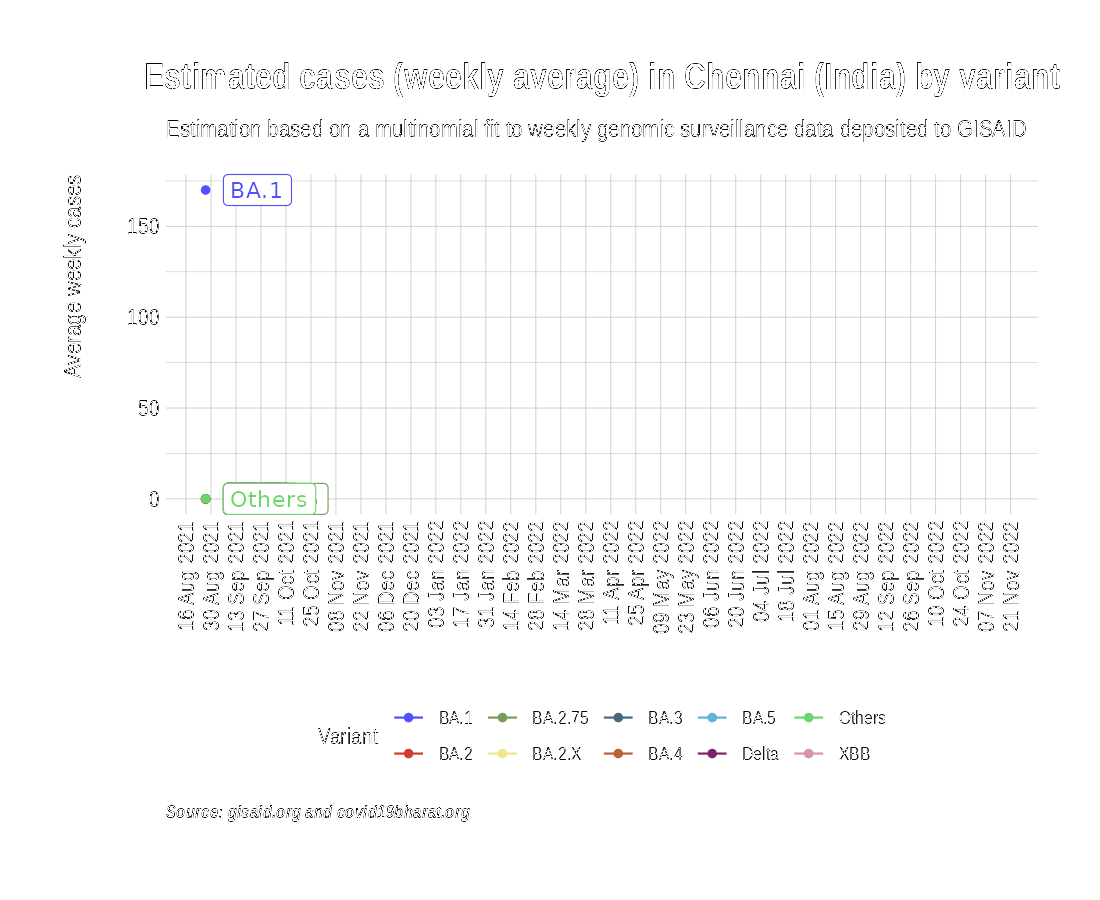 Estimated cases (weekly average) in Chennai (India) by variant
Estimation based on a multinomial fit to weekly genomic surveillance data deposited to GISAID
Average weekly cases
BA.1
150
100
50
0
Others
16 Aug 2021
30 Aug 2021
13 Sep 2021
27 Sep 2021
11 Oct 2021
25 Oct 2021
08 Nov 2021
22 Nov 2021
06 Dec 2021
20 Dec 2021
03 Jan 2022
17 Jan 2022
31 Jan 2022
14 Feb 2022
28 Feb 2022
14 Mar 2022
28 Mar 2022
11 Apr 2022
25 Apr 2022
09 May 2022
23 May 2022
06 Jun 2022
20 Jun 2022
04 Jul 2022
18 Jul 2022
01 Aug 2022
15 Aug 2022
29 Aug 2022
12 Sep 2022
26 Sep 2022
10 Oct 2022
24 Oct 2022
07 Nov 2022
21 Nov 2022
Variant
BA.1 BA.2.75 BA.3 BA.5 Others
BA.2 BA.2.X BA.4 Delta XBB
Source: gisaid.org and covid19bharat.org